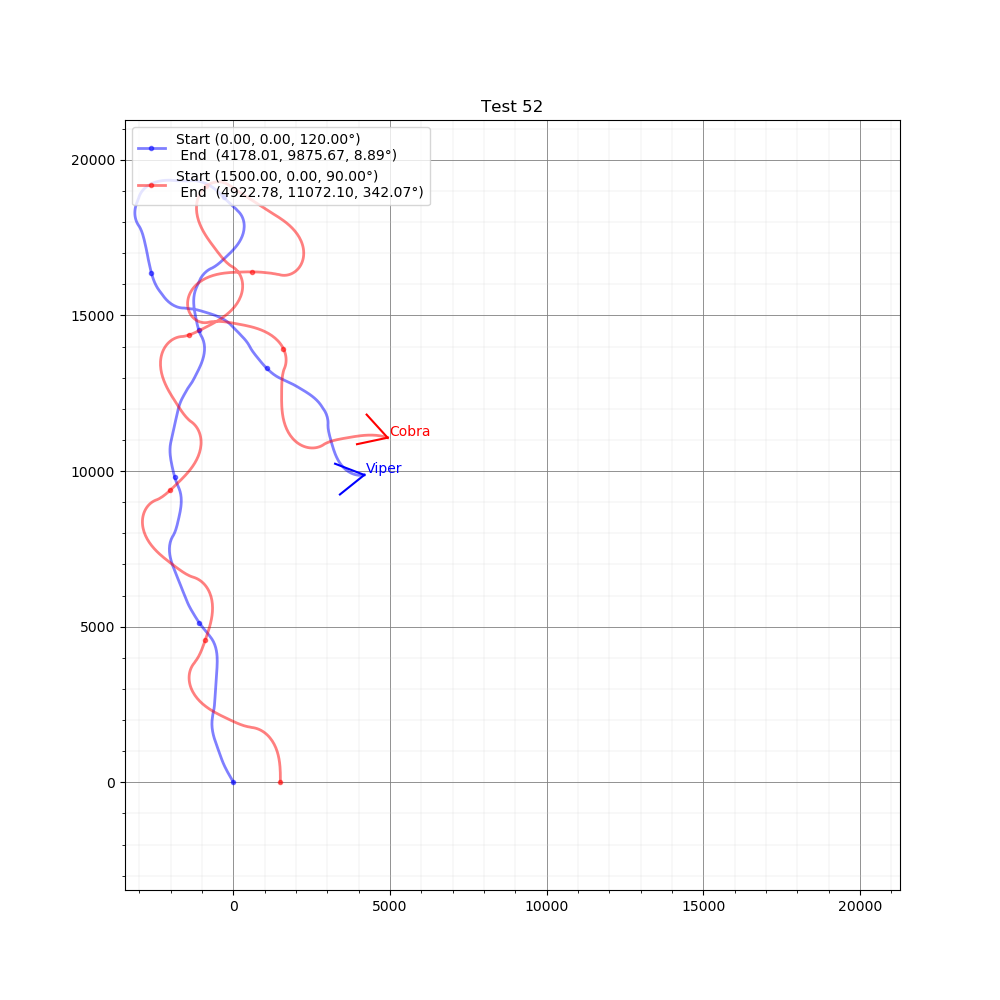 Test 52
Start (0.00, 0.00, 120.00°)
End (4178.01, 9875.67, 8.89°)
Start (1500.00, 0.00, 90.00°)
End (4922.78, 11072.10, 342.07°)
20000
15000
10000
5000
0
Cobra
Viper
0
5000
10000
15000
20000